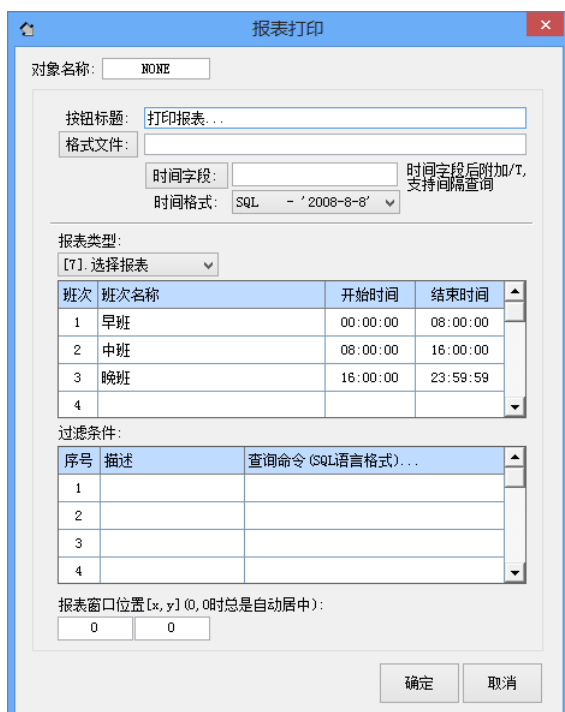 报表打印
对象名称: NONE
按钮标题: 打印报表...
格式文件:
时间字段: 时间字段后附加/T,
支持间隔查询
时间格式: SQL - '2008-8-8'
报表类型:
[7].选择报表
班次 班次名称 开始时间 结束时间
1 早班 00:00:00 08:00:00
2 中班 08:00:00 16:00:00
3 晚班 16:00:00 23:59:59
4
过滤条件:
序号 描述 查询命令(SQL语言格式)...
1
2
3
4
报表窗口位置[x,y](0,0时总是自动居中):
0 0
确定 取消